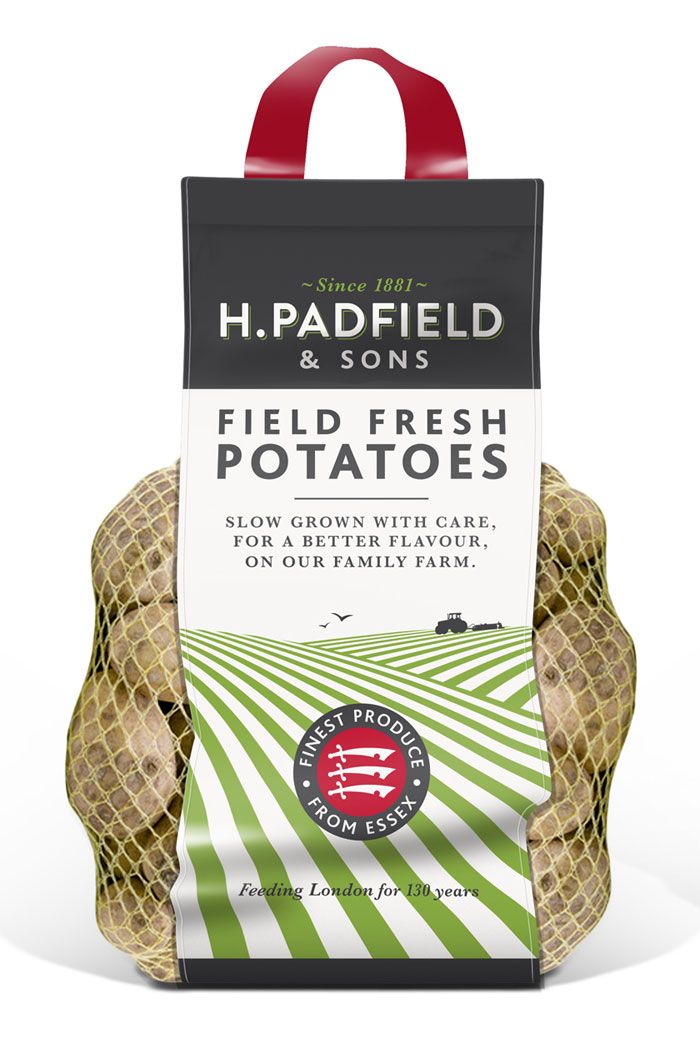 ~Since 1881~
H.PADFIELD
& SONS
FIELD FRESH
POTATOES
SLOW GROWN WITH CARE,
FOR A BETTER FLAVOUR,
ON OUR FAMILY FARM.
FINEST PRODUCE
• FROM ESSEX •
Feeding London for 130 years